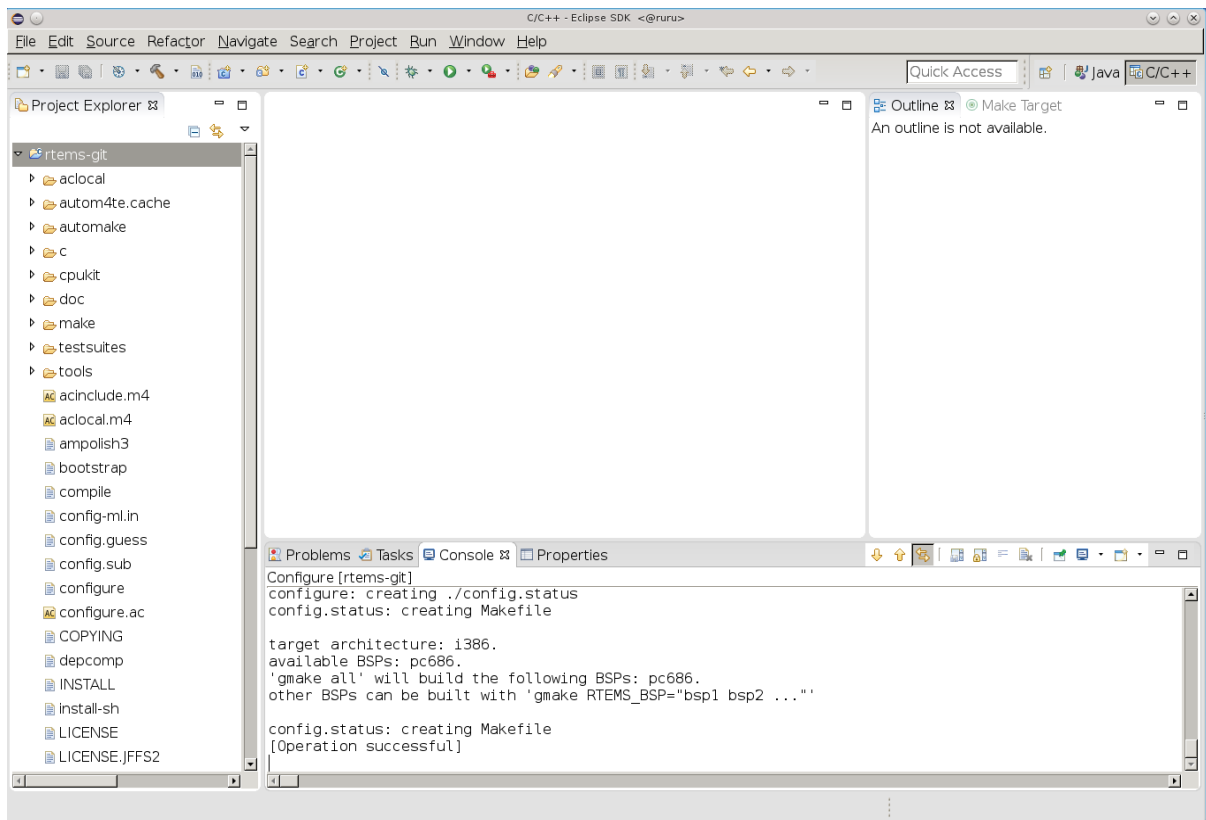 C/C++ - Eclipse SDK <@ruru>
File Edit Source Refactor Navigate Search Project Run Window Help
Quick Access Java C/C++
Project Explorer
Outline Make Target
An outline is not available.
rtems-git
aclocal
autom4te.cache
automake
c
cpukit
doc
make
testsuites
tools
acinclude.m4
aclocal.m4
ampolish3
bootstrap
compile
config-ml.in
config.guess
config.sub
configure
configure.ac
COPYING
depcomp
INSTALL
install-sh
LICENSE
LICENSE.JFFS2
Problems Tasks Console Properties
Configure [rtems-git]
configure: creating ./config.status
config.status: creating Makefile
target architecture: i386.
available BSPs: pc686.
'gmake all' will build the following BSPs: pc686.
other BSPs can be built with 'gmake RTEMS_BSP="bsp1 bsp2 ..."'
config.status: creating Makefile
[Operation successful]